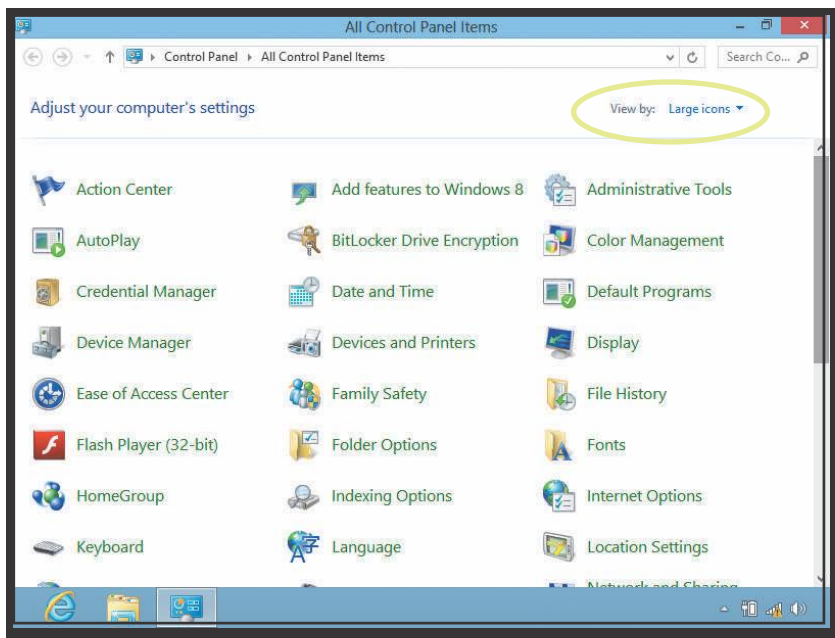 All Control Panel Items
Control Panel ▸ All Control Panel Items
Search Co...
Adjust your computer's settings
View by: Large icons
Action Center
Add features to Windows 8
Administrative Tools
AutoPlay
BitLocker Drive Encryption
Color Management
Credential Manager
Date and Time
Default Programs
Device Manager
Devices and Printers
Display
Ease of Access Center
Family Safety
File History
Flash Player (32-bit)
Folder Options
Fonts
HomeGroup
Indexing Options
Internet Options
Keyboard
Language
Location Settings
Network and Sharing